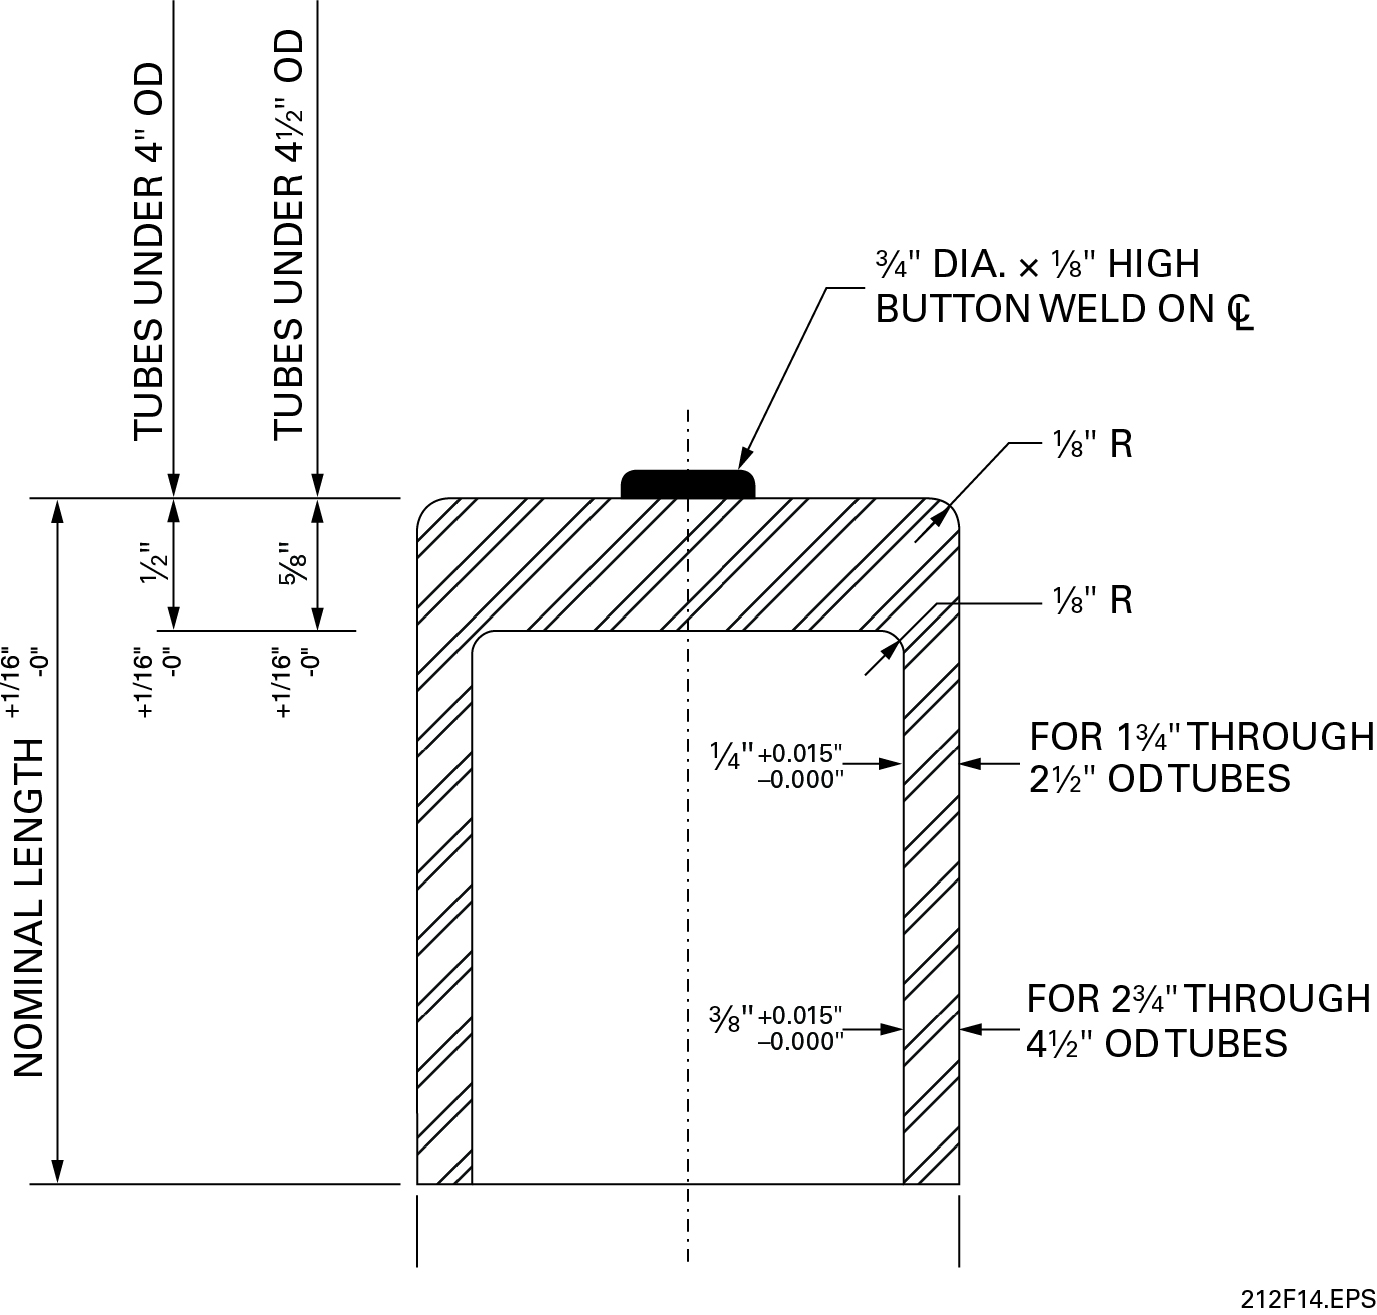 TUBES UNDER 4" OD
TUBES UNDER 4½" OD
¾" DIA. × ⅛" HIGH
BUTTON WELD ON ℄
⅛" R
½"
⅝"
⅛" R
NOMINAL LENGTH +1/16"
-0"
+1/16"
-0"
+1/16"
-0"
¼" +0.015"
–0.000"
FOR 1¾" THROUGH
2½" OD TUBES
⅜" +0.015"
–0.000"
FOR 2¾" THROUGH
4½" OD TUBES
212F14.EPS